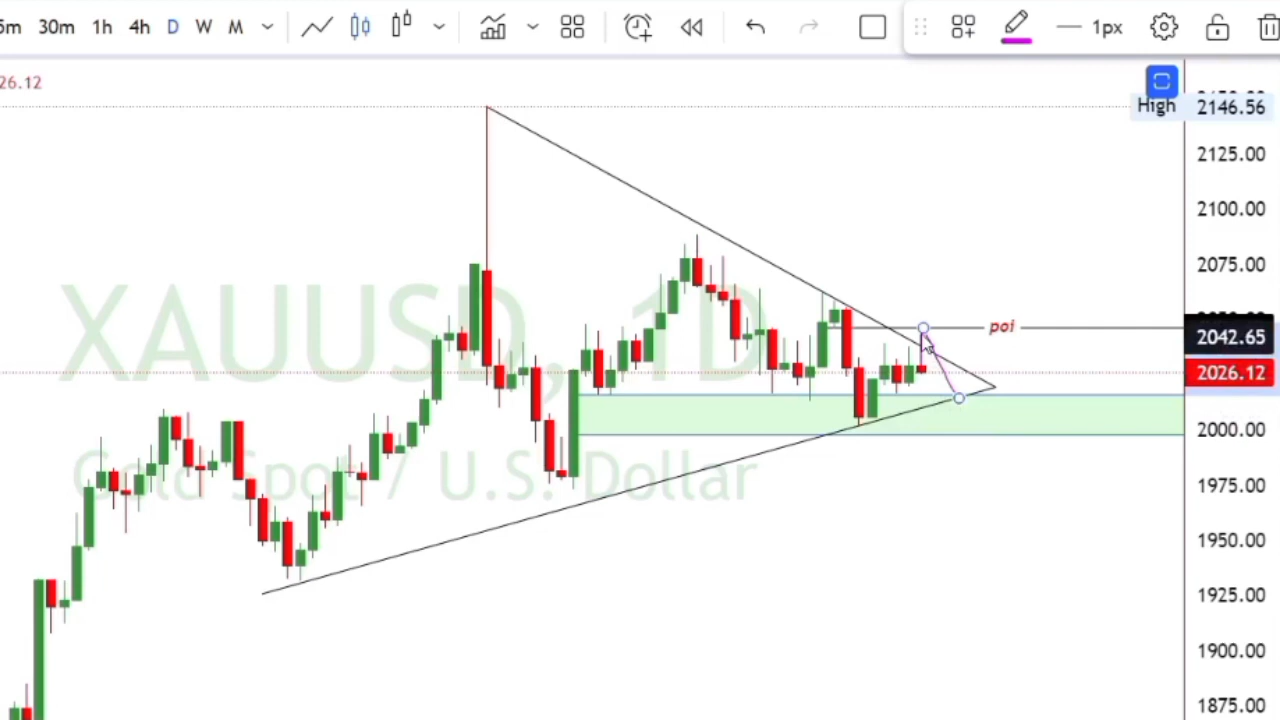 5m 30m 1h 4h D W M 1px
26.12
High 2146.56
2125.00
2100.00
2075.00
poi
2042.65
2026.12
2000.00
1975.00
1950.00
1925.00
1900.00
1875.00
XAUUSD, 1D
Gold Spot / U.S. Dollar